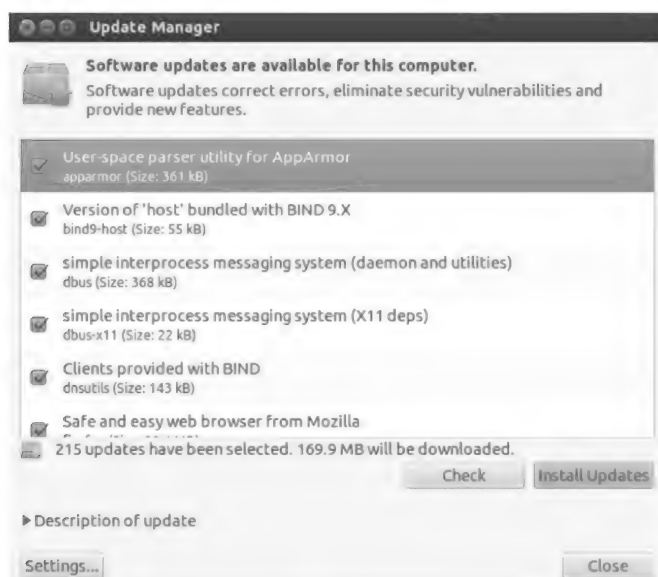 Update Manager
Software updates are available for this computer.
Software updates correct errors, eliminate security vulnerabilities and
provide new features.
User-space parser utility for AppArmor
apparmor (Size: 361 kB)
Version of 'host' bundled with BIND 9.X
bind9-host (Size: 55 kB)
simple interprocess messaging system (daemon and utilities)
dbus (Size: 368 kB)
simple interprocess messaging system (X11 deps)
dbus-x11 (Size: 22 kB)
Clients provided with BIND
dnsutils (Size: 143 kB)
Safe and easy web browser from Mozilla
215 updates have been selected. 169.9 MB will be downloaded.
Check
Install Updates
Description of update
Settings...
Close